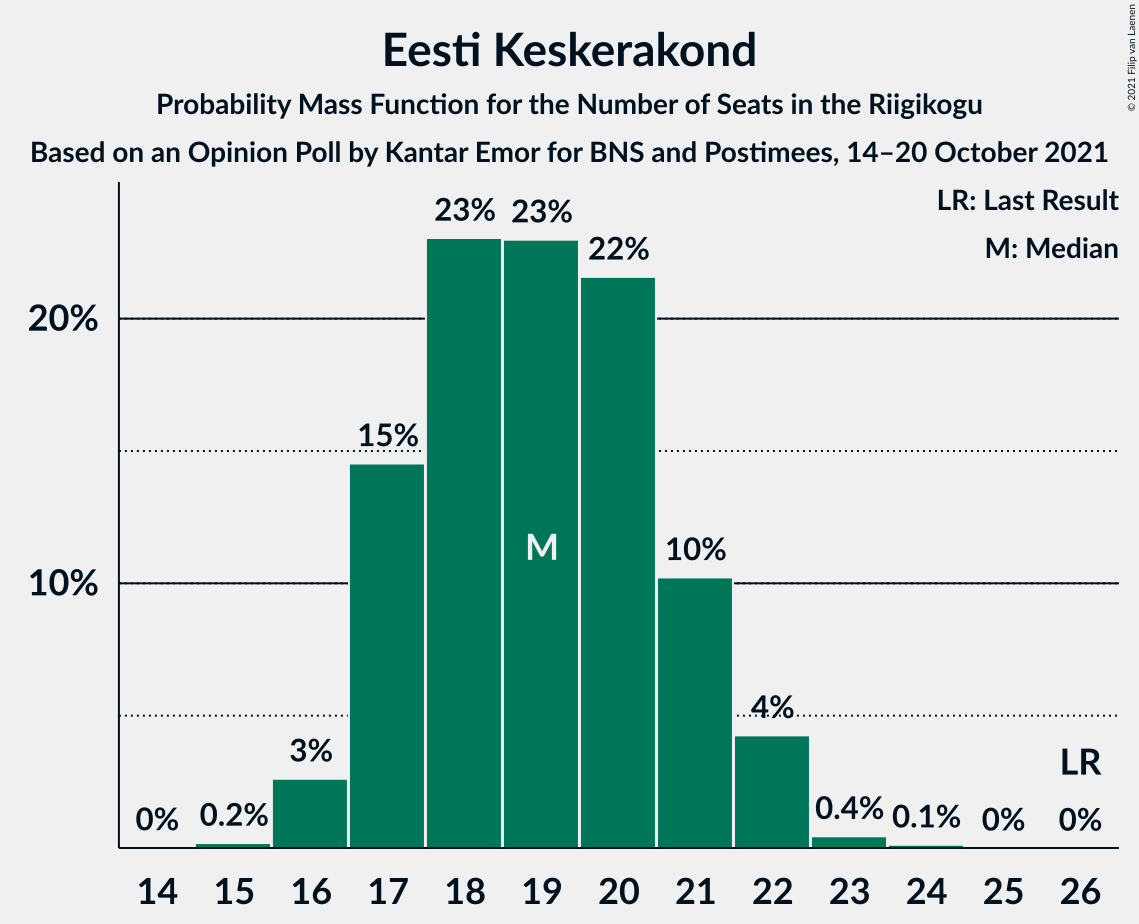 Eesti Keskerakond
Probability Mass Function for the Number of Seats in the Riigikogu
Based on an Opinion Poll by Kantar Emor for BNS and Postimees, 14–20 October 2021
© 2021 Filip van Laenen
LR: Last Result
M: Median
23%
23%
22%
20%
15%
M
10%
10%
4%
3%
LR
0%
0.2%
0.4%
0.1%
0%
0%
14 15 16 17 18 19 20 21 22 23 24 25 26